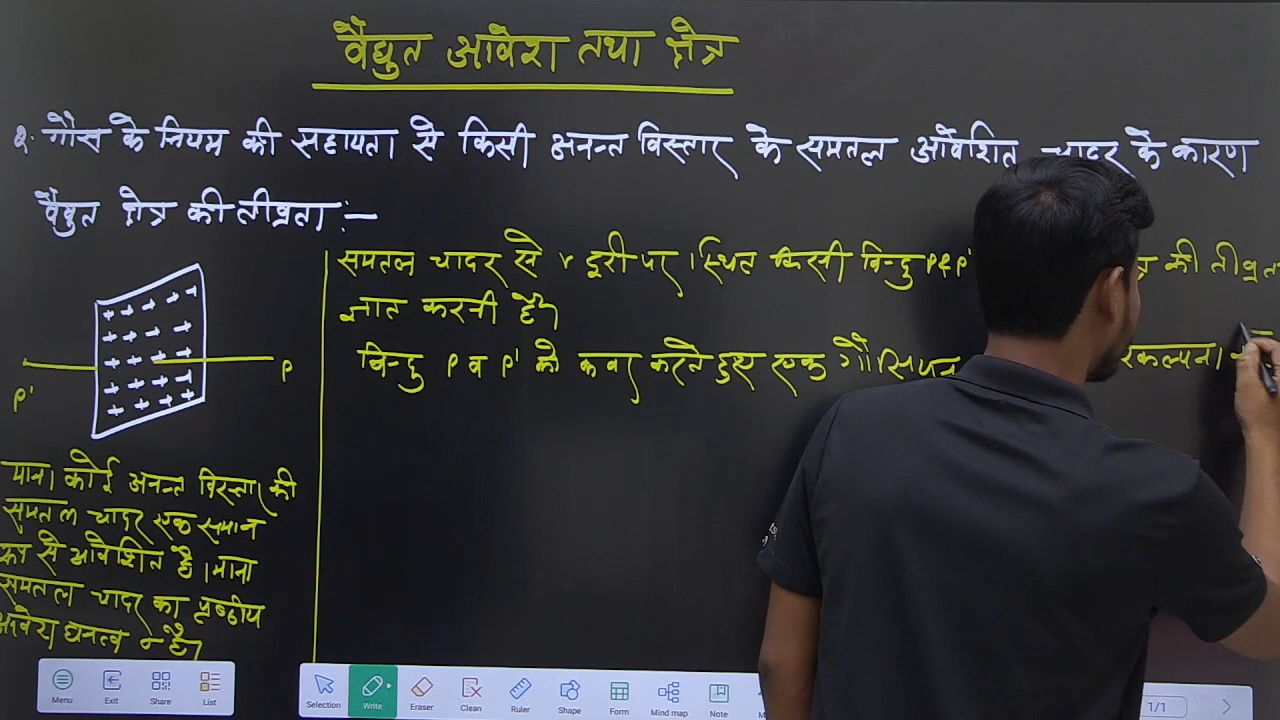 वैद्युत आवेश तथा क्षेत्र
Q. गौस के नियम की सहायता से किसी अनन्त विस्तार के समतल आवेशित चादर के कारण
वैद्युत क्षेत्र की तीव्रता :-
समतल चादर से r दूरी पर स्थित किसी बिन्दु P & P' की तीव्रता
ज्ञात करनी है।
बिन्दु P व P' को कवर करते हुए एक गौसियन
P' P
माना कोई अनन्त विस्तार की
समतल चादर एक समान
रूप से आवेशित है। माना
समतल चादर का पृष्ठीय
आवेश घनत्व σ है।
Menu Exit Share List Selection Write Eraser Clean Ruler Shape Form Mind map Note 1/1